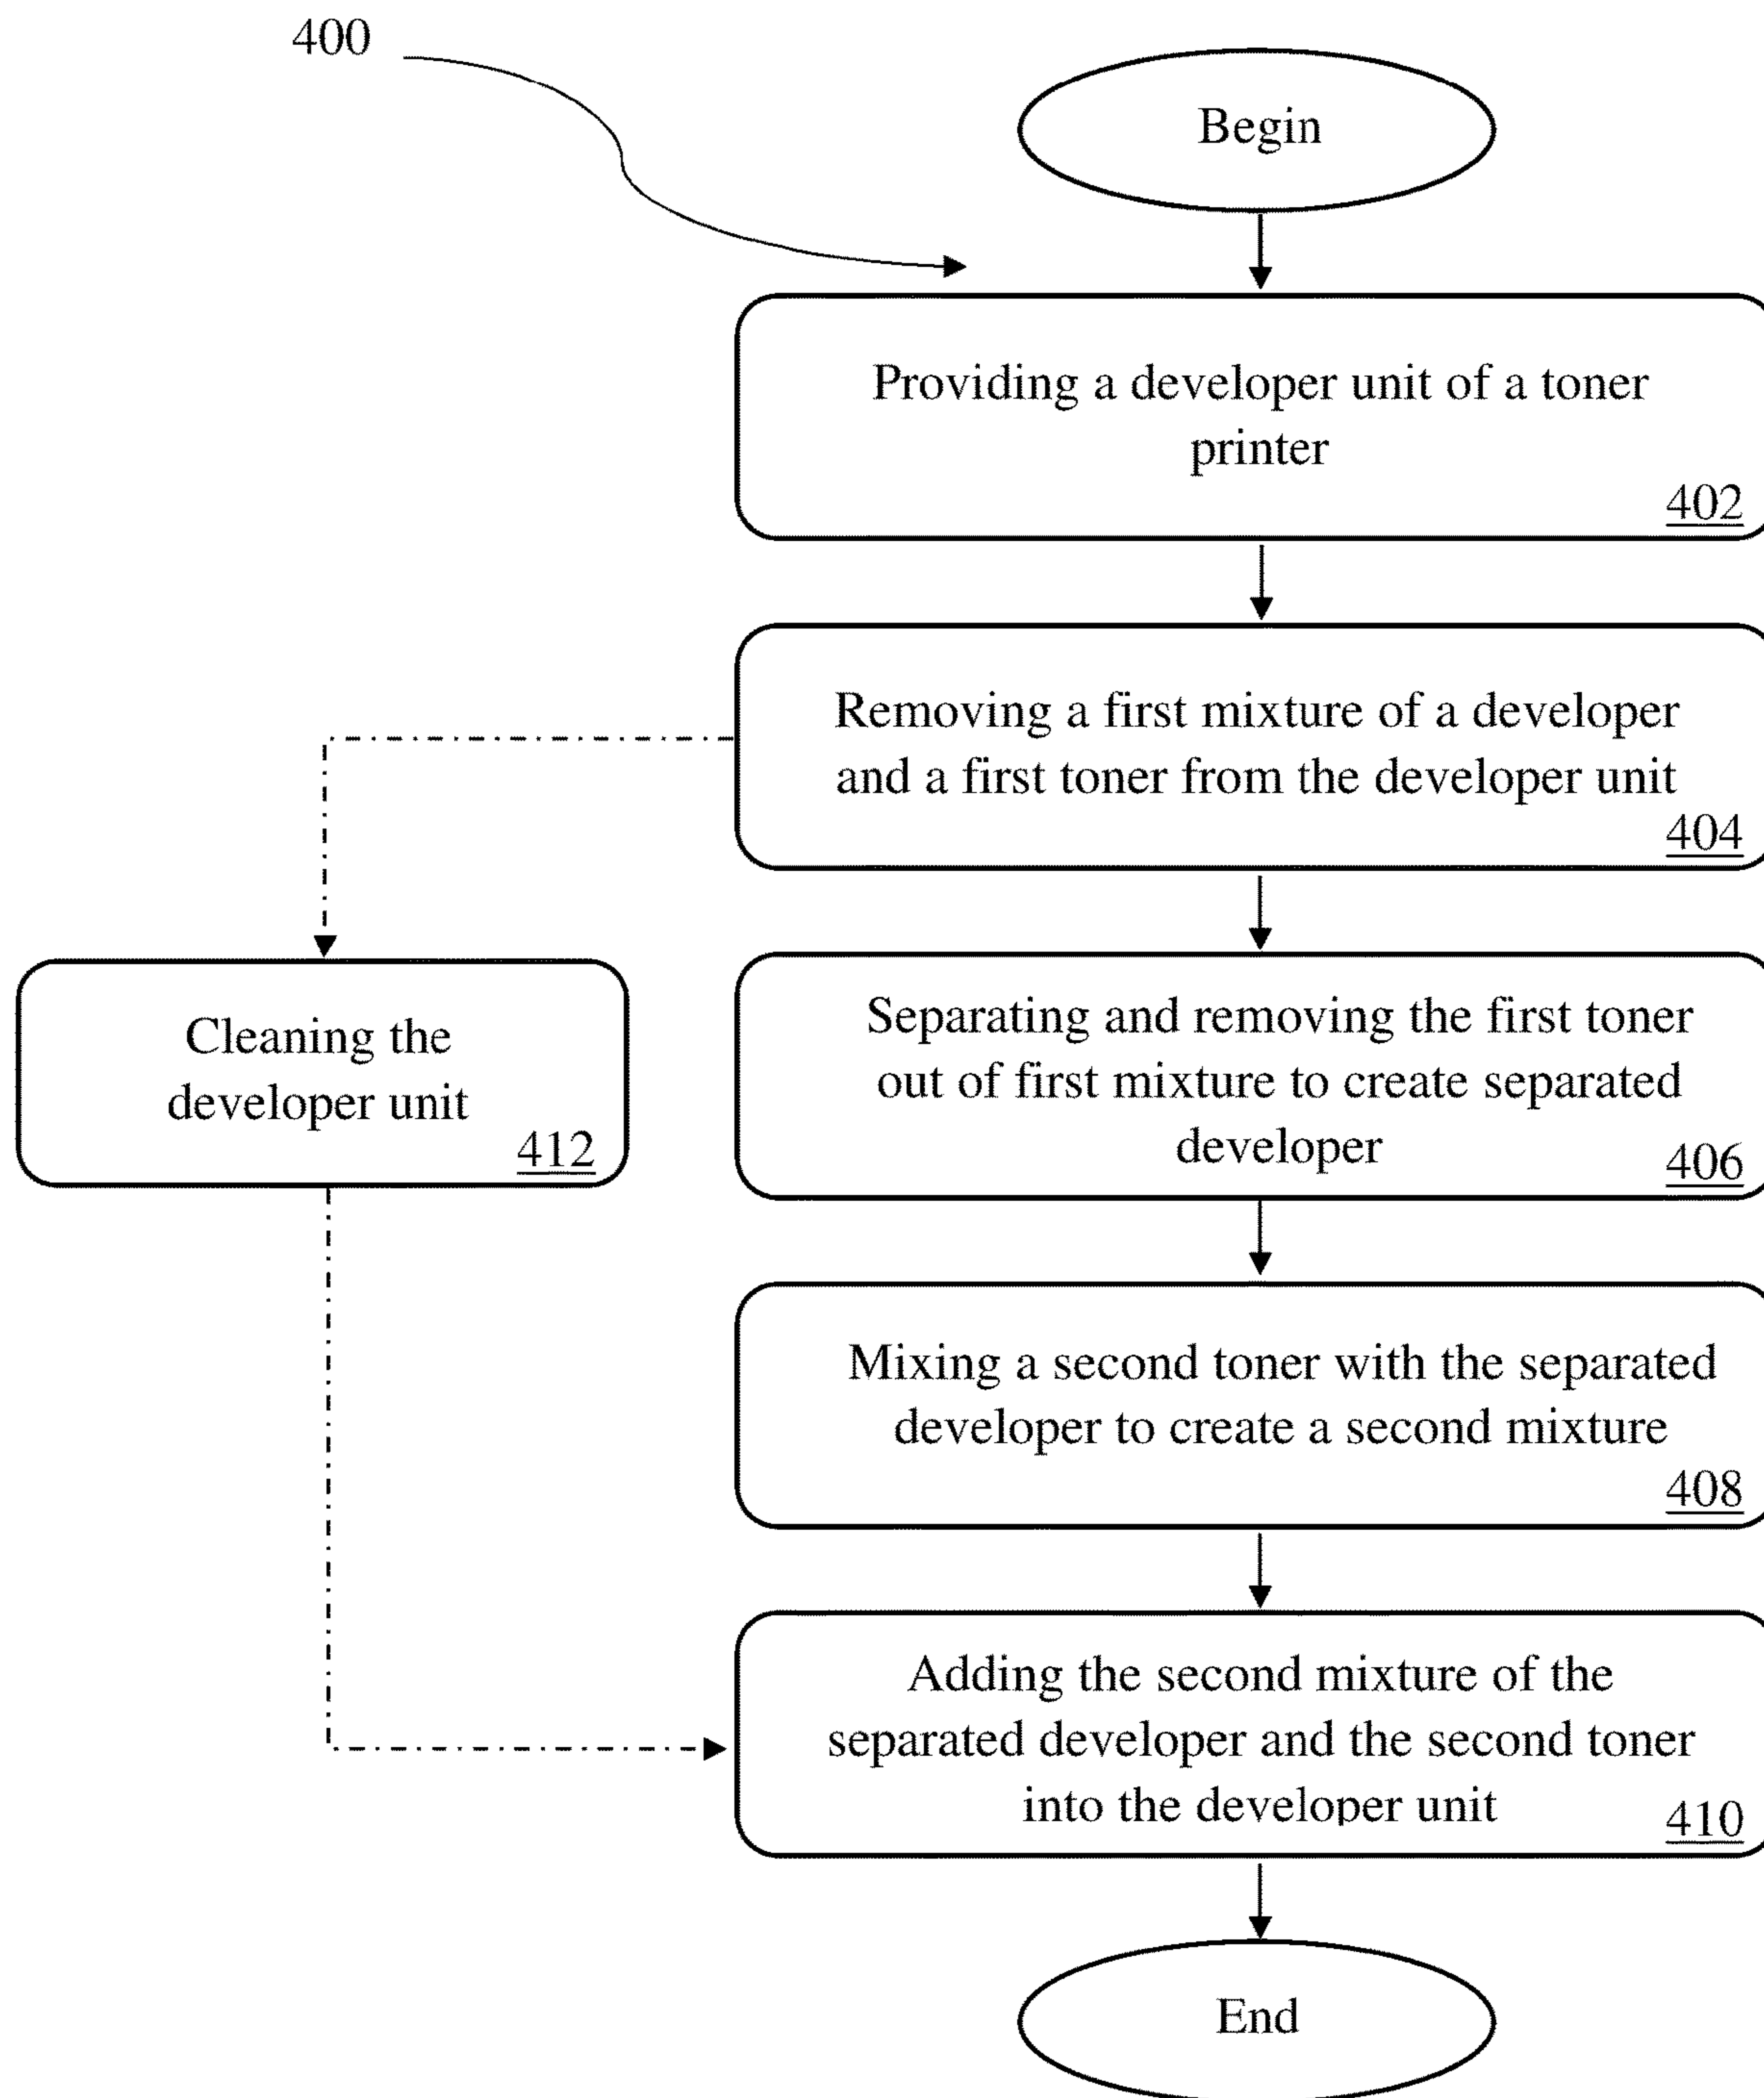 400
Begin
Providing a developer unit of a toner
printer
402
Removing a first mixture of a developer
and a first toner from the developer unit
404
Separating and removing the first toner
out of first mixture to create separated
developer
406
Cleaning the
developer unit
412
Mixing a second toner with the separated
developer to create a second mixture
408
Adding the second mixture of the
separated developer and the second toner
into the developer unit
410
End